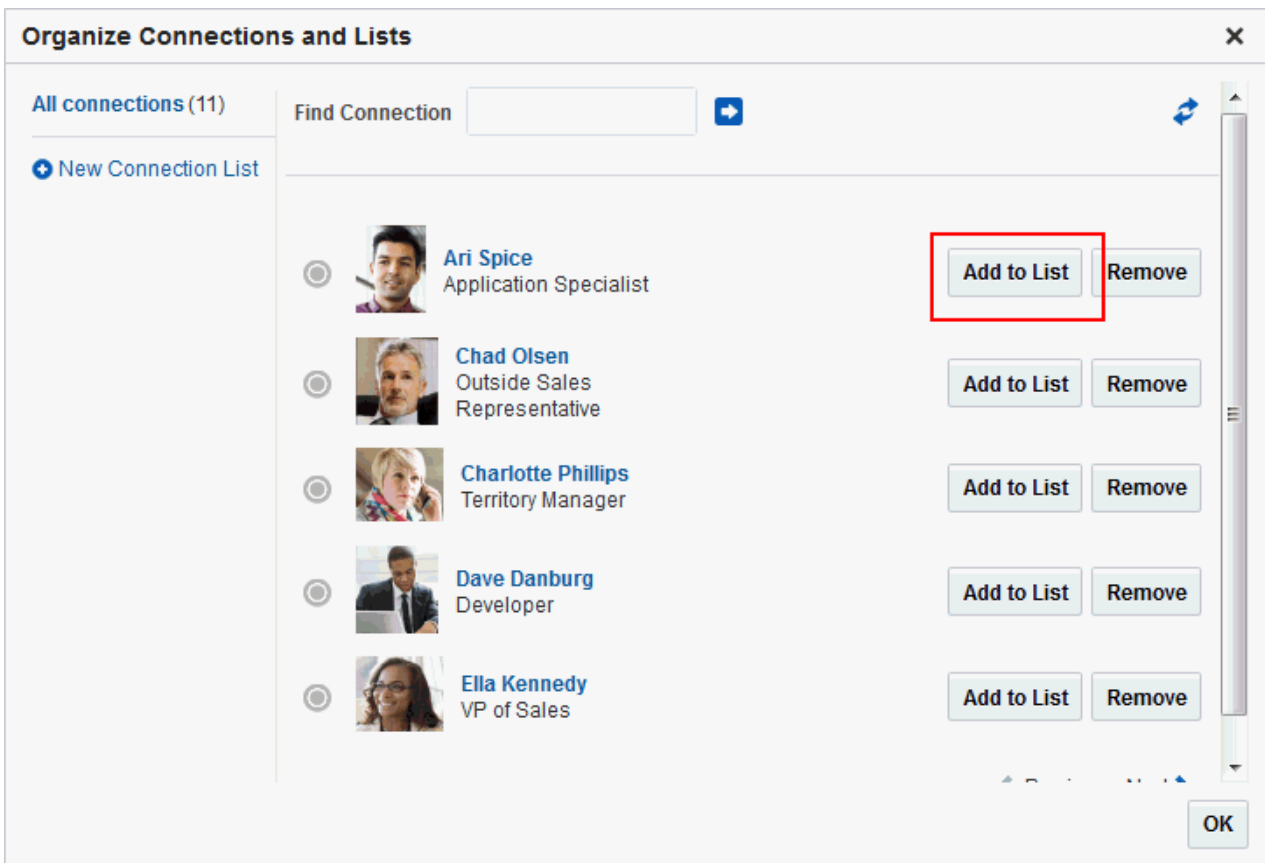 Organize Connections and Lists
All connections (11)
Find Connection
New Connection List
Ari Spice
Application Specialist
Add to List Remove
Chad Olsen
Outside Sales
Representative
Add to List Remove
Charlotte Phillips
Territory Manager
Add to List Remove
Dave Danburg
Developer
Add to List Remove
Ella Kennedy
VP of Sales
Add to List Remove
OK